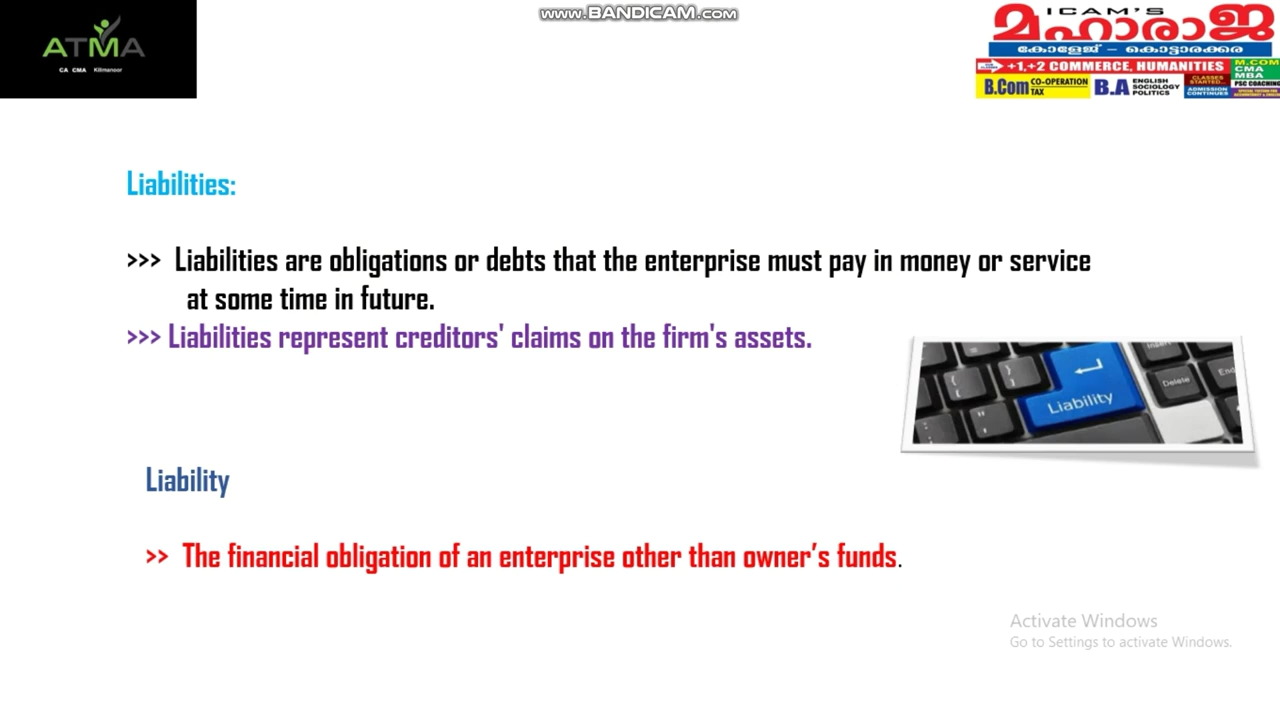 www.BANDICAM.com
ATMA
CA CMA Kilimanoor
ICAM'S
മഹാരാജ
കോളേജ് - കൊട്ടാരക്കര
+1,+2 COMMERCE, HUMANITIES
M.COM
CMA
MBA
PSC COACHING
B.Com CO-OPERATION
TAX
B.A ENGLISH
SOCIOLOGY
POLITICS
CLASSES
STARTED...
ADMISSION
CONTINUES
Liabilities:
>>> Liabilities are obligations or debts that the enterprise must pay in money or service
at some time in future.
>>> Liabilities represent creditors' claims on the firm's assets.
Insert
Delete
End
{
[
}
]
"
'
Liability
Liability
>> The financial obligation of an enterprise other than owner’s funds.
Activate Windows
Go to Settings to activate Windows.